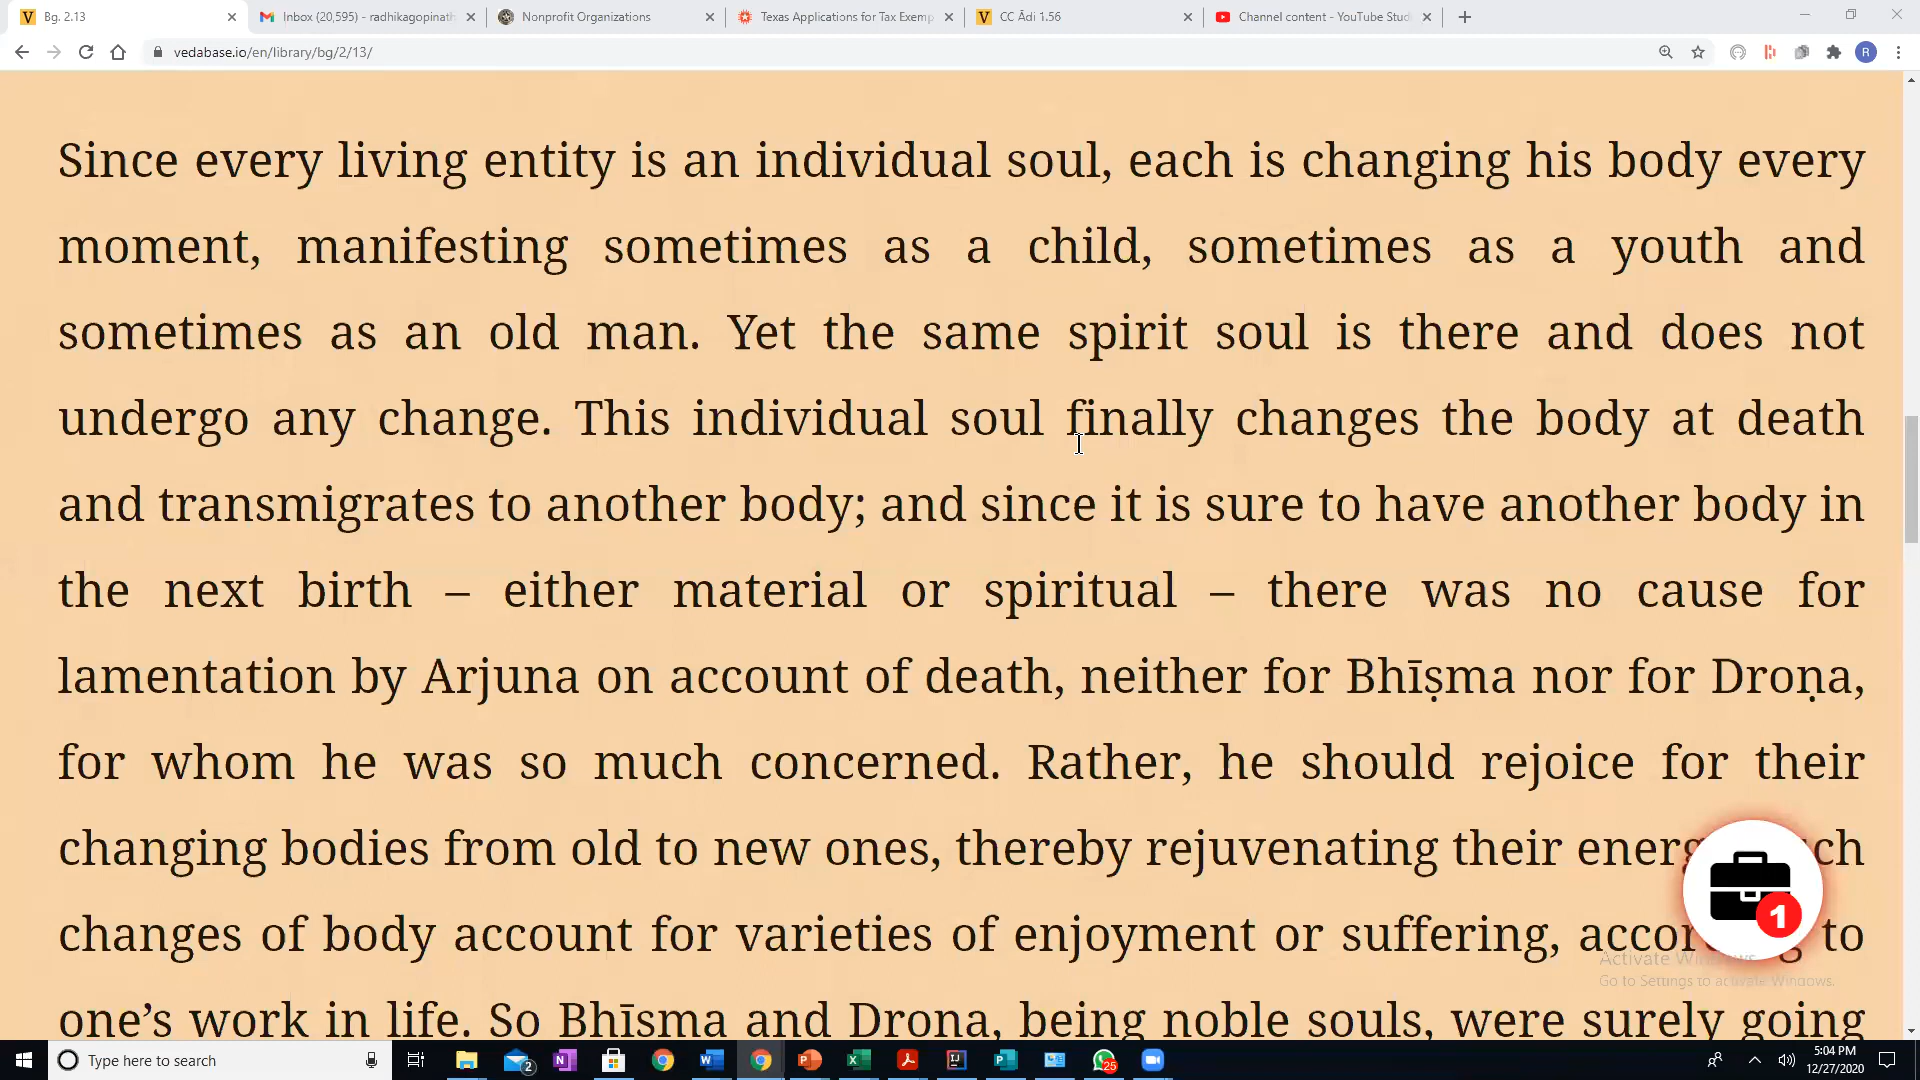 Bg. 2.13
Inbox (20,595) - radhikagopinath
Nonprofit Organizations
Texas Applications for Tax Exemp
CC Ādi 1.56
Channel content - YouTube Stud
vedabase.io/en/library/bg/2/13/
R
Since every living entity is an individual soul, each is changing his body every
moment, manifesting sometimes as a child, sometimes as a youth and
sometimes as an old man. Yet the same spirit soul is there and does not
undergo any change. This individual soul finally changes the body at death
and transmigrates to another body; and since it is sure to have another body in
the next birth – either material or spiritual – there was no cause for
lamentation by Arjuna on account of death, neither for Bhīṣma nor for Droṇa,
for whom he was so much concerned. Rather, he should rejoice for their
changing bodies from old to new ones, thereby rejuvenating their
changes of body account for varieties of enjoyment or suffering, to
one’s work in life. So Bhīṣma and Droṇa, being noble souls, were surely going
1
Activate Windows
Go to Settings to activate Windows.
Type here to search
2
25
5:04 PM
12/27/2020